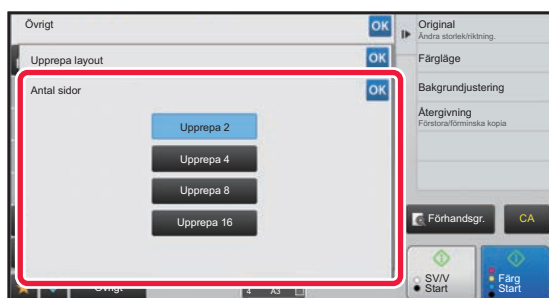 Övrigt
OK
Upprepa layout
OK
Antal sidor
OK
Upprepa 2
Upprepa 4
Upprepa 8
Upprepa 16
Original
Ändra storlek/riktning.
Färgläge
Bakgrundjustering
Återgivning
Förstora/förminska kopia
Förhandsgr.
CA
SV/V
Start
Färg
Start
Övrigt
4 A3